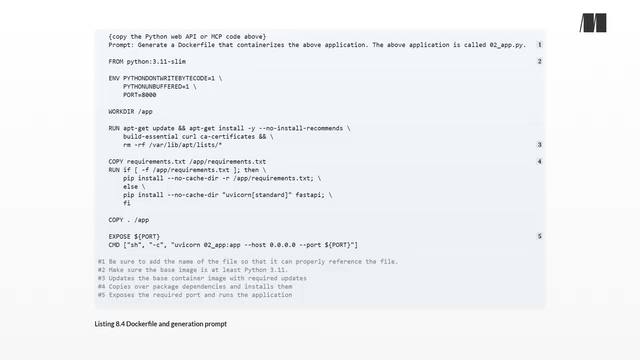 {copy the Python web API or MCP code above}
Prompt: Generate a Dockerfile that containerizes the above application. The above application is called 02_app.py. 1
FROM python:3.11-slim 2
ENV PYTHONDONTWRITEBYTECODE=1 \
PYTHONUNBUFFERED=1 \
PORT=8000
WORKDIR /app
RUN apt-get update && apt-get install -y --no-install-recommends \
build-essential curl ca-certificates && \
rm -rf /var/lib/apt/lists/* 3
COPY requirements.txt /app/requirements.txt 4
RUN if [ -f /app/requirements.txt ]; then \
pip install --no-cache-dir -r /app/requirements.txt; \
else \
pip install --no-cache-dir "uvicorn[standard]" fastapi; \
fi
COPY . /app
EXPOSE ${PORT} 5
CMD ["sh", "-c", "uvicorn 02_app:app --host 0.0.0.0 --port ${PORT}"]
#1 Be sure to add the name of the file so that it can properly reference the file.
#2 Make sure the base image is at least Python 3.11.
#3 Updates the base container image with required updates
#4 Copies over package dependencies and installs them
#5 Exposes the required port and runs the application
Listing 8.4 Dockerfile and generation prompt